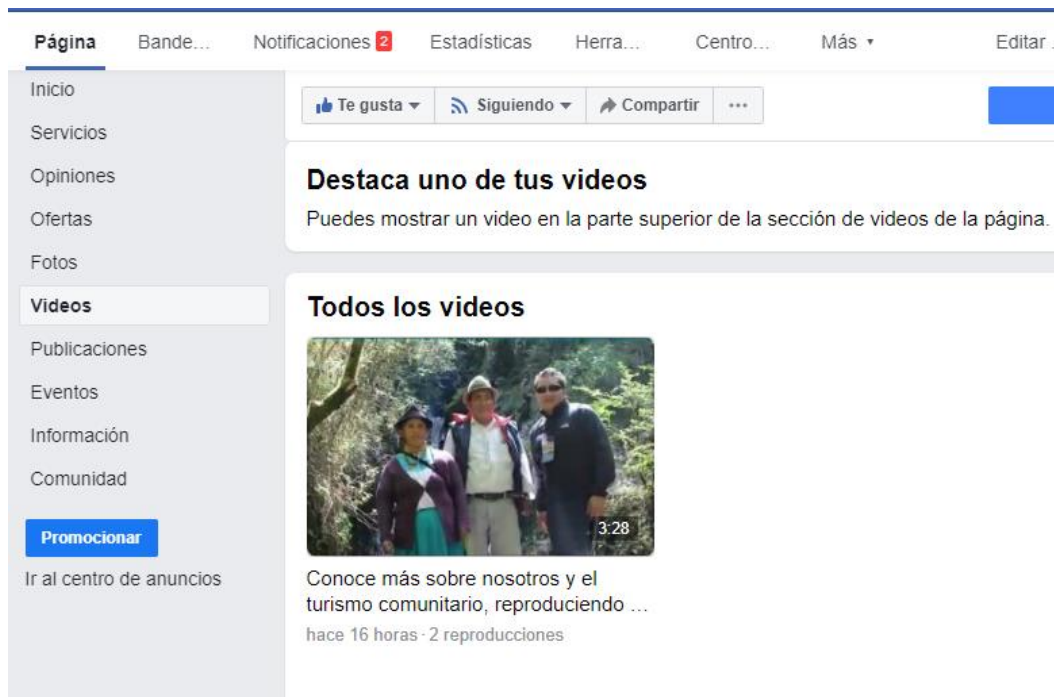 Página Bande... Notificaciones 2 Estadísticas Herra... Centro... Más Editar ...
Inicio
Servicios
Opiniones
Ofertas
Fotos
Videos
Publicaciones
Eventos
Información
Comunidad
Promocionar
Ir al centro de anuncios
Te gusta Siguiendo Compartir ...
Destaca uno de tus videos
Puedes mostrar un video en la parte superior de la sección de videos de la página.
Todos los videos
3:28
Conoce más sobre nosotros y el
turismo comunitario, reproduciendo ...
hace 16 horas · 2 reproducciones